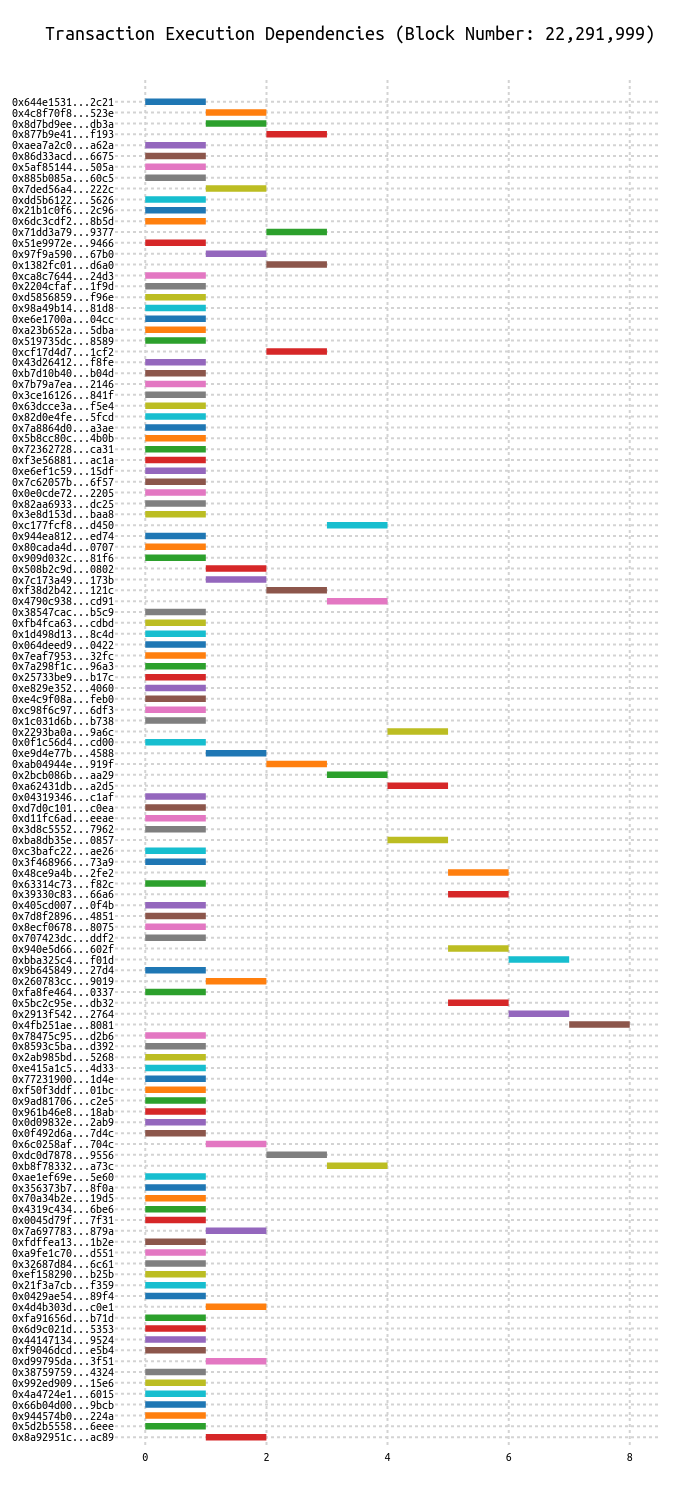 Transaction Execution Dependencies (Block Number: 22,291,999)
0x644e1531...2c21
0x4c8f70f8...523e
0x8d7bd9ee...db3a
0x877b9e41...f193
0xaea7a2c0...a62a
0x86d33acd...6675
0x5af85144...505a
0x885b085a...60c5
0x7ded56a4...222c
0xdd5b6122...5626
0x21b1c0f6...2c96
0x6dc3cdf2...8b5d
0x71dd3a79...9377
0x51e9972e...9466
0x97f9a590...67b0
0x1382fc01...d6a0
0xca8c7644...24d3
0x2204cfaf...1f9d
0xd5856859...f96e
0x98a49b14...81d8
0xe6e1700a...04cc
0xa23b652a...5dba
0x519735dc...8589
0xcf17d4d7...1cf2
0x43d26412...f8fe
0xb7d10b40...b04d
0x7b79a7ea...2146
0x3ce16126...841f
0x63dcce3a...f5e4
0x82d0e4fe...5fcd
0x7a8864d0...a3ae
0x5b8cc80c...4b0b
0x72362728...ca31
0xf3e56881...ac1a
0xe6ef1c59...15df
0x7c62057b...6f57
0x0e0cde72...2205
0x82aa6933...dc25
0x3e8d153d...baa8
0xc177fcf8...d450
0x944ea812...ed74
0x80cada4d...0707
0x909d032c...81f6
0x508b2c9d...0802
0x7c173a49...173b
0xf38d2b42...121c
0x4790c938...cd91
0x38547cac...b5c9
0xfb4fca63...cdbd
0x1d498d13...8c4d
0x064deed9...0422
0x7eaf7953...32fc
0x7a298f1c...96a3
0x25733be9...b17c
0xe829e352...4060
0xe4c9f08a...feb0
0xc98f6c97...6df3
0x1c031d6b...b738
0x2293ba0a...9a6c
0x0f1c56d4...cd00
0xe9d4e77b...4588
0xab04944e...919f
0x2bcb086b...aa29
0xa62431db...a2d5
0x04319346...c1af
0xd7d0c101...c0ea
0xd11fc6ad...eeae
0x3d8c5552...7962
0xba8db35e...0857
0xc3bafc22...ae26
0x3f468966...73a9
0x48ce9a4b...2fe2
0x63314c73...f82c
0x39330c83...66a6
0x405cd007...0f4b
0x7d8f2896...4851
0x8ecf0678...8075
0x707423dc...ddf2
0x940e5d66...602f
0xbba325c4...f01d
0x9b645849...27d4
0x260783cc...9019
0xfa8fe464...0337
0x5bc2c95e...db32
0x2913f542...2764
0x4fb251ae...8081
0x78475c95...d2b6
0x8593c5ba...d392
0x2ab985bd...5268
0xe415a1c5...4d33
0x77231900...1d4e
0xf50f3ddf...01bc
0x9ad81706...c2e5
0x961b46e8...18ab
0x0d09832e...2ab9
0x0f492d6a...7d4c
0x6c0258af...704c
0xdc0d7878...9556
0xb8f78332...a73c
0xae1ef69e...5e60
0x356373b7...8f0a
0x70a34b2e...19d5
0x4319c434...6be6
0x0045d79f...7f31
0x7a697783...879a
0xfdffea13...1b2e
0xa9fe1c70...d551
0x32687d84...6c61
0xef158290...b25b
0x21f3a7cb...f359
0x0429ae54...89f4
0x4d4b303d...c0e1
0xfa91656d...b71d
0x6d9c021d...5353
0x44147134...9524
0xf9046dcd...e5b4
0xd99795da...3f51
0x38759759...4324
0x992ed909...15e6
0x4a4724e1...6015
0x66b04d00...9bcb
0x944574b0...224a
0x5d2b5558...6eee
0x8a92951c...ac89
0 2 4 6 8